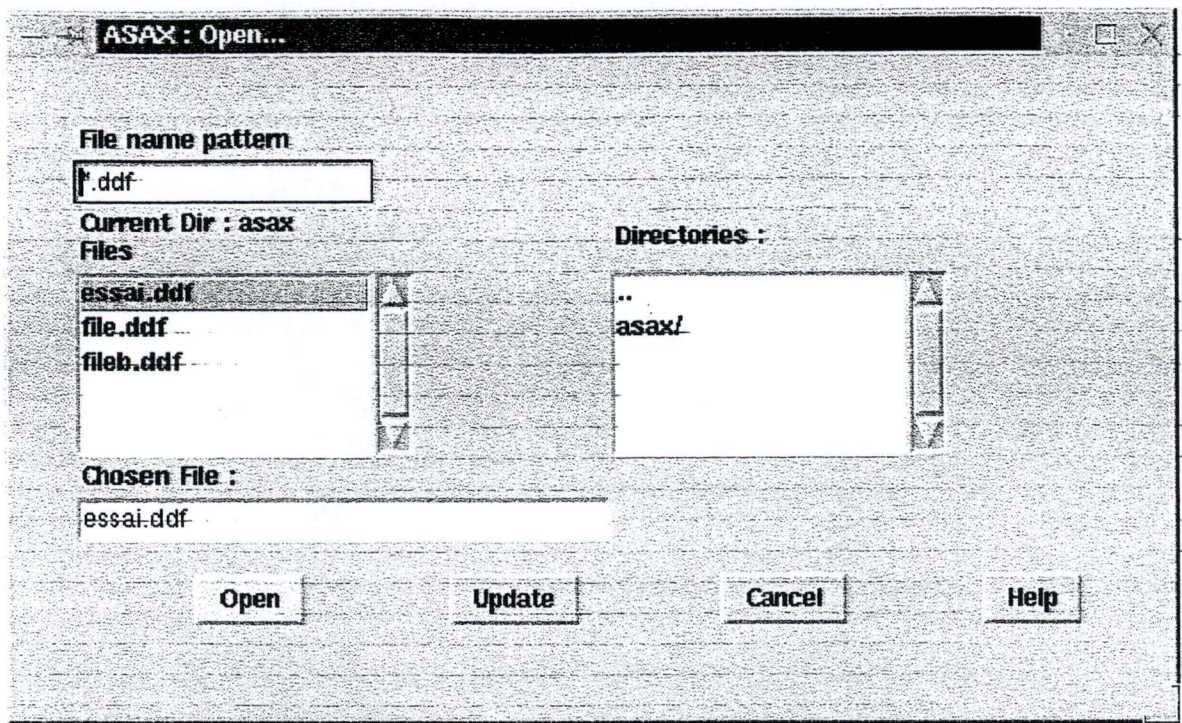 ASAX : Open...
File name pattern
*.ddf
Current Dir : asax
Files
essai.ddf
file.ddf
fileb.ddf
Directories :
..
asax/
Chosen File :
essai.ddf
Open Update Cancel Help